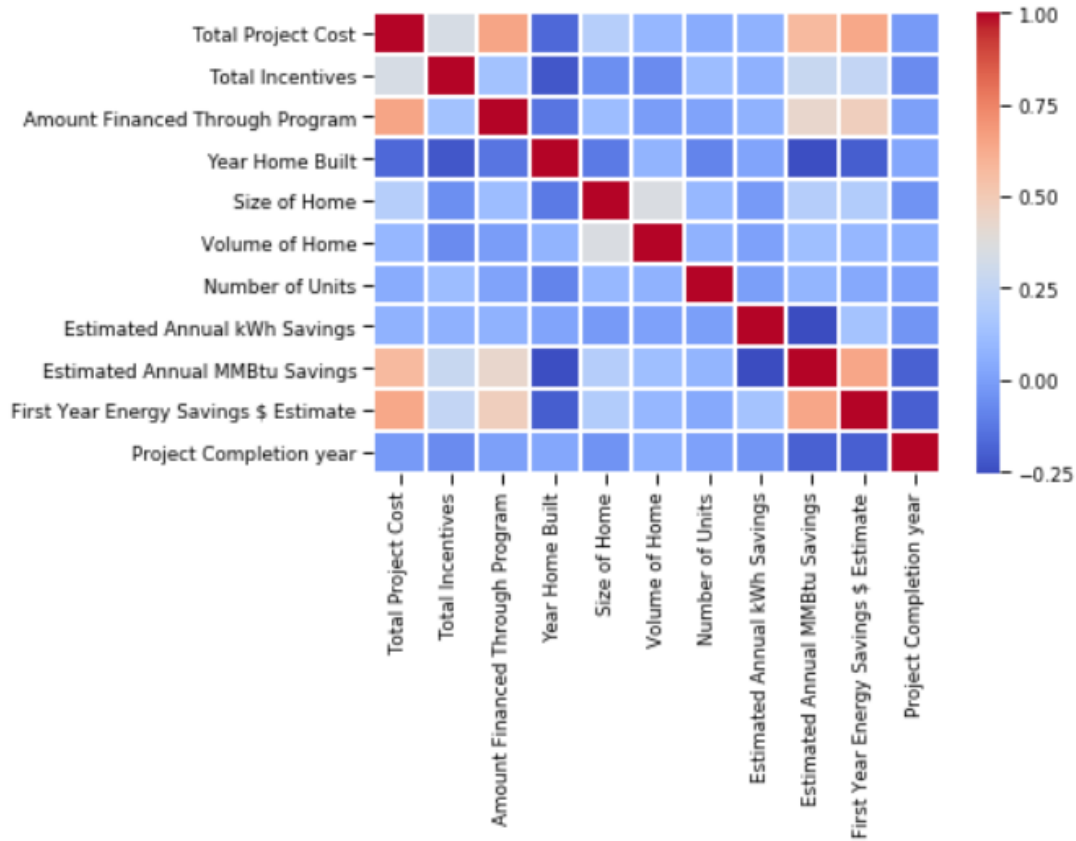 Total Project Cost
Total Incentives
Amount Financed Through Program
Year Home Built
Size of Home
Volume of Home
Number of Units
Estimated Annual kWh Savings
Estimated Annual MMBtu Savings
First Year Energy Savings $ Estimate
Project Completion year
Total Project Cost
Total Incentives
Amount Financed Through Program
Year Home Built
Size of Home
Volume of Home
Number of Units
Estimated Annual kWh Savings
Estimated Annual MMBtu Savings
First Year Energy Savings $ Estimate
Project Completion year
1.00
0.75
0.50
0.25
0.00
−0.25